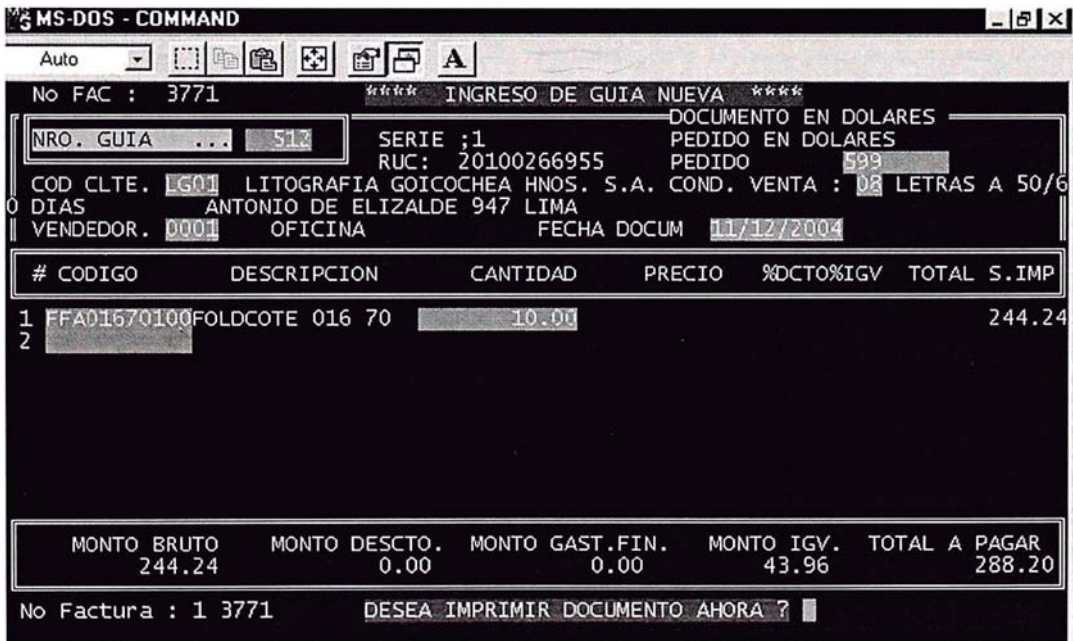 MS-DOS - COMMAND
Auto A
No FAC : 3771 **** INGRESO DE GUIA NUEVA ****
DOCUMENTO EN DOLARES
NRO. GUIA ... 512 SERIE ;1 PEDIDO EN DOLARES
RUC: 20100266955 PEDIDO 599
COD CLTE. LG01 LITOGRAFIA GOICOCHEA HNOS. S.A. COND. VENTA : 08 LETRAS A 50/6
0 DIAS ANTONIO DE ELIZALDE 947 LIMA
VENDEDOR. 0001 OFICINA FECHA DOCUM 11/12/2004
# CODIGO DESCRIPCION CANTIDAD PRECIO %DCTO%IGV TOTAL S.IMP
1 FFA01670100FOLDCOTE 016 70 10.00 244.24
2
MONTO BRUTO MONTO DESCTO. MONTO GAST.FIN. MONTO IGV. TOTAL A PAGAR
244.24 0.00 0.00 43.96 288.20
No Factura : 1 3771 DESEA IMPRIMIR DOCUMENTO AHORA ?